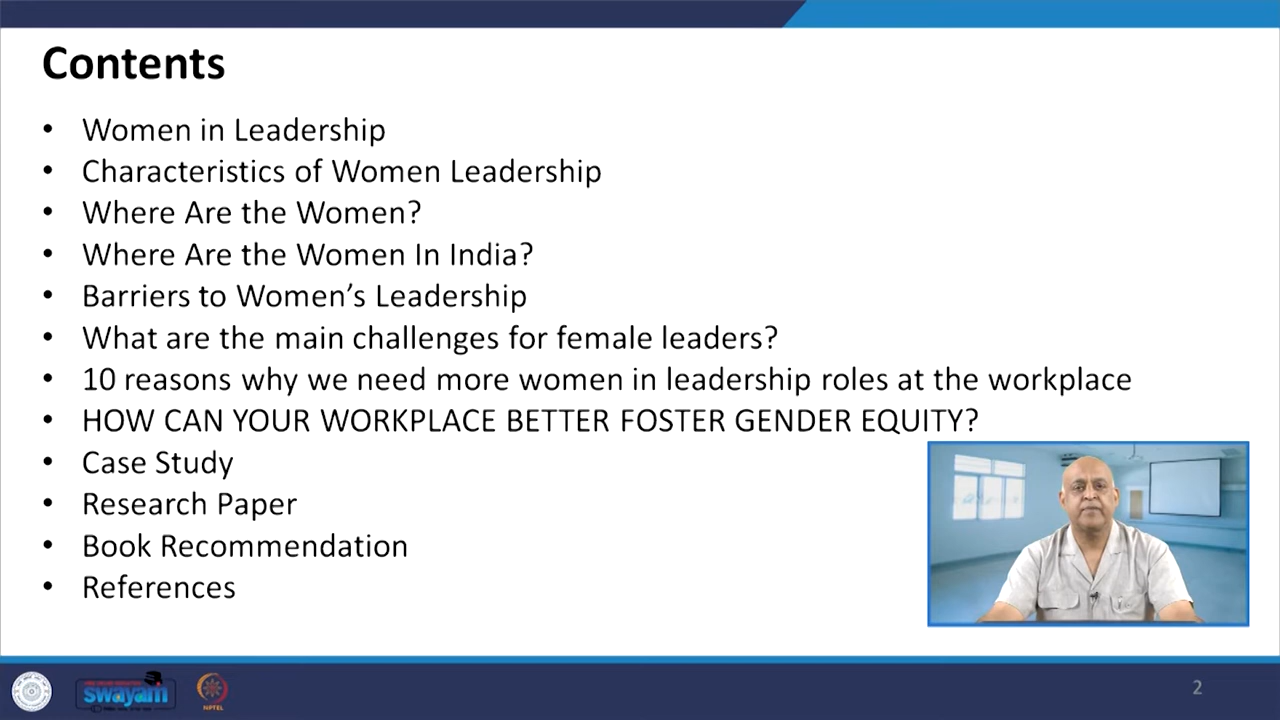 Contents
• Women in Leadership
• Characteristics of Women Leadership
• Where Are the Women?
• Where Are the Women In India?
• Barriers to Women’s Leadership
• What are the main challenges for female leaders?
• 10 reasons why we need more women in leadership roles at the workplace
• HOW CAN YOUR WORKPLACE BETTER FOSTER GENDER EQUITY?
• Case Study
• Research Paper
• Book Recommendation
• References
swayam
NPTEL
2